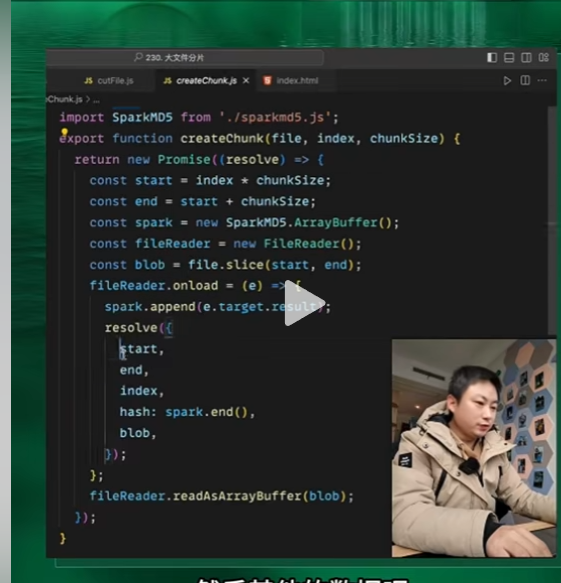 230. 大文件分片
JS cutFile.js JS createChunk.js × index.html
eChunk.js > ...
import SparkMD5 from './sparkmd5.js';
export function createChunk(file, index, chunkSize) {
return new Promise((resolve) => {
const start = index * chunkSize;
const end = start + chunkSize;
const spark = new SparkMD5.ArrayBuffer();
const fileReader = new FileReader();
const blob = file.slice(start, end);
fileReader.onload = (e) => {
spark.append(e.target.result);
resolve({
start,
end,
index,
hash: spark.end(),
blob,
});
};
fileReader.readAsArrayBuffer(blob);
});
}